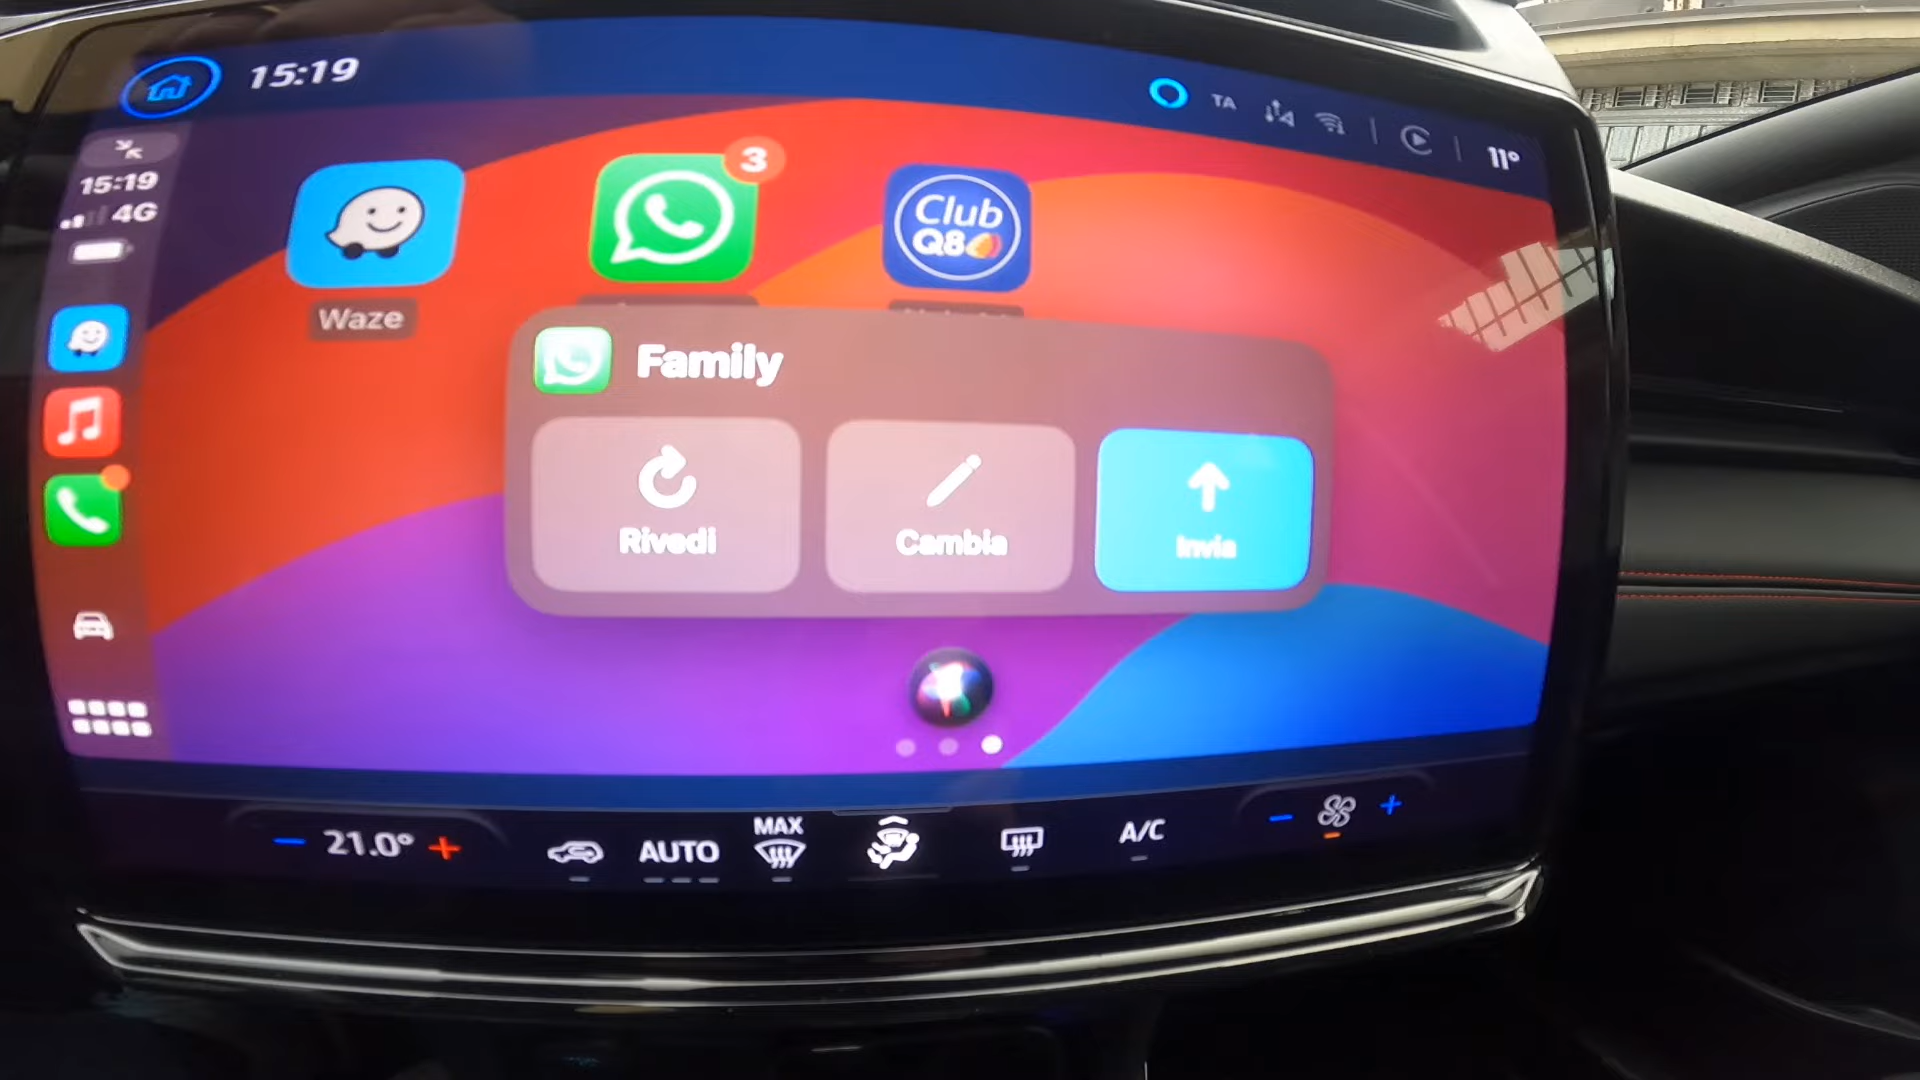 15:19
TA
11°
15:19
4G
3
Club
Q8
Waze
Family
Rivedi
Cambia
Invia
21.0°
AUTO
MAX
A/C